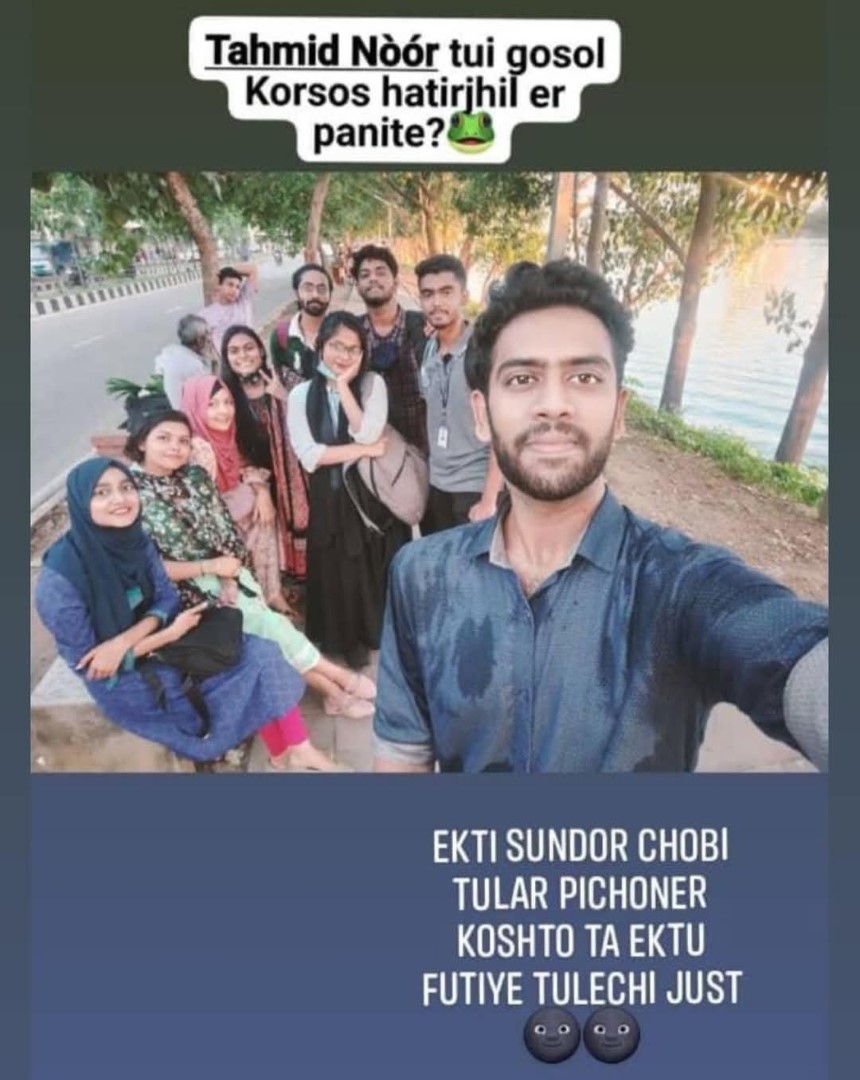 Tahmid Nòór tui gosol
Korsos hatirjhil er
panite?🐸
EKTI SUNDOR CHOBI
TULAR PICHONER
KOSHTO TA EKTU
FUTIYE TULECHI JUST
🌚🌚